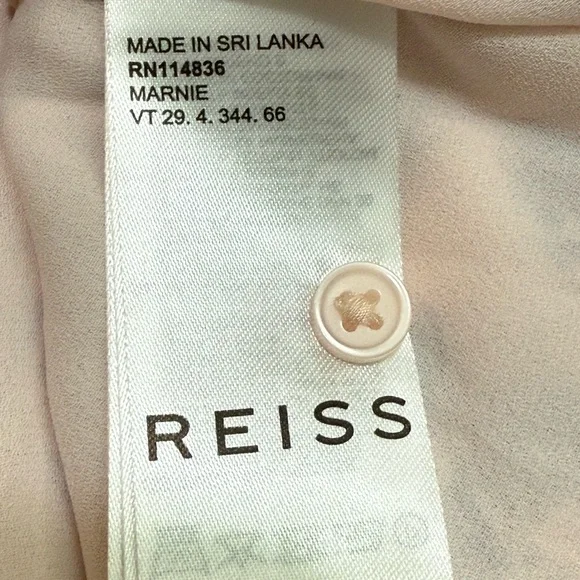 MADE IN SRI LANKA
RN114836
MARNIE
VT 29. 4. 344. 66
REISS